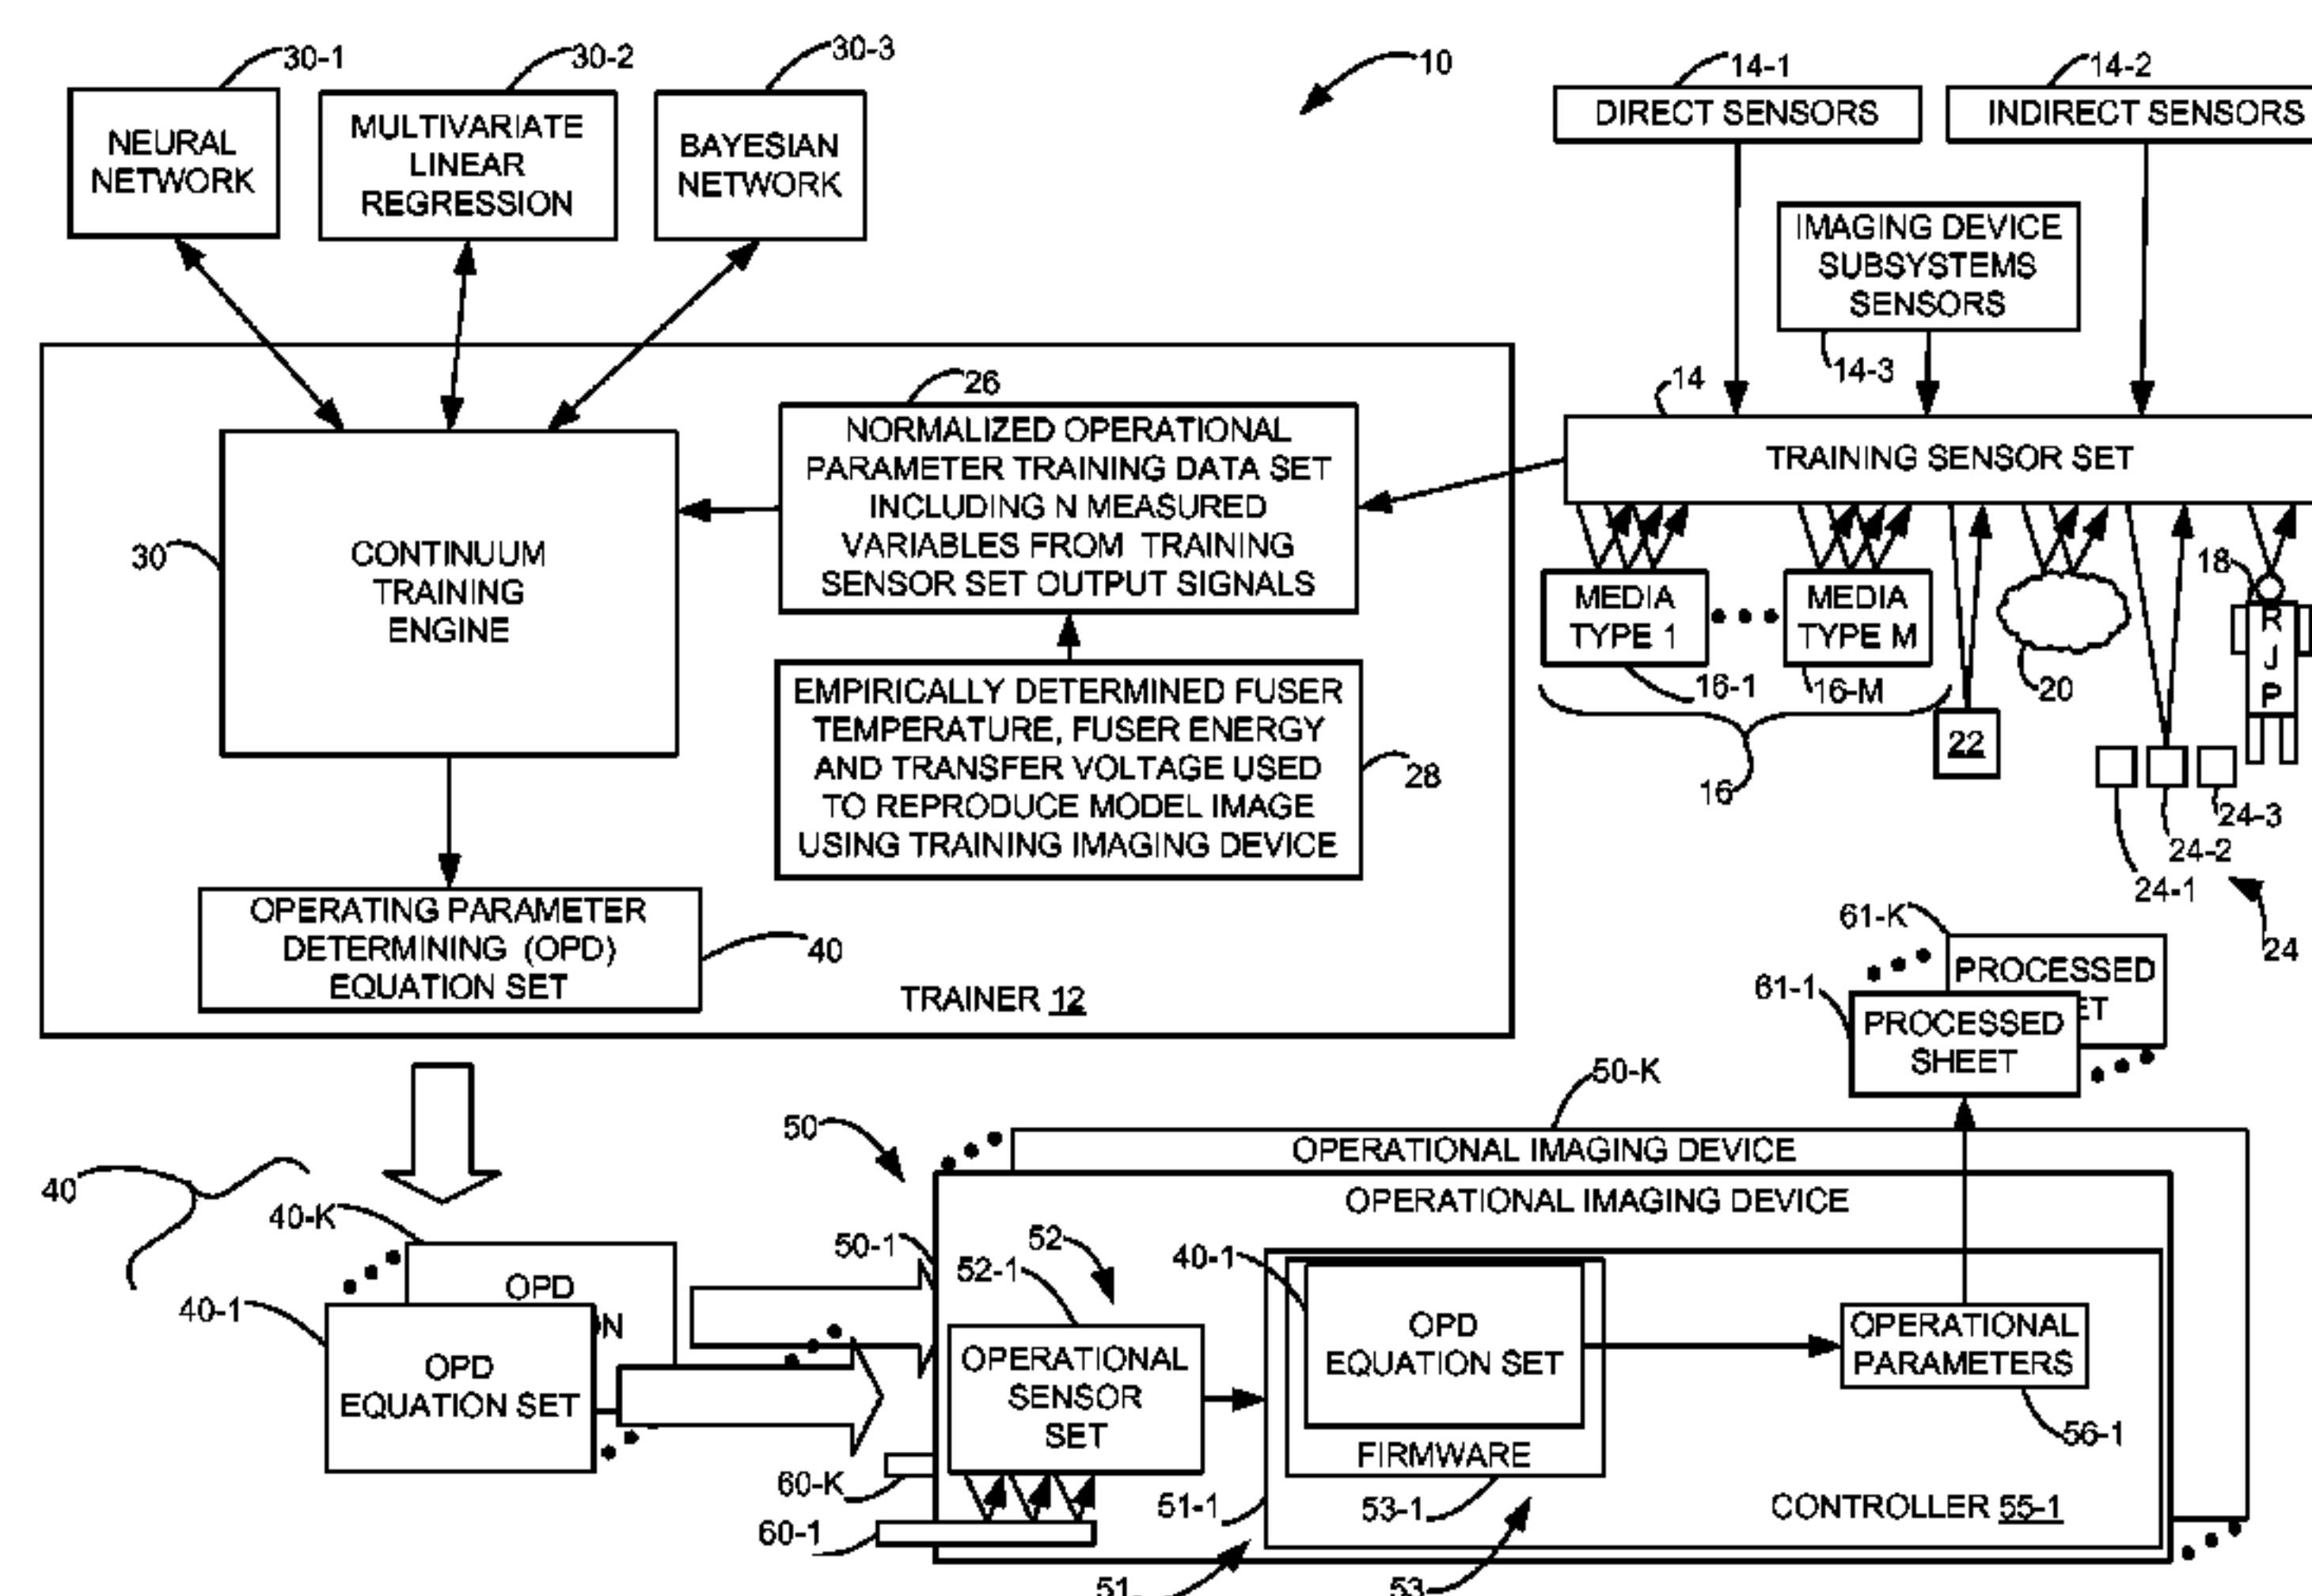 30-1
30-2
30-3
10
14-1
14-2
NEURAL
NETWORK
MULTIVARIATE
LINEAR
REGRESSION
BAYESIAN
NETWORK
DIRECT SENSORS
INDIRECT SENSORS
IMAGING DEVICE
SUBSYSTEMS
SENSORS
14-3
14
26
TRAINING SENSOR SET
NORMALIZED OPERATIONAL
PARAMETER TRAINING DATA SET
INCLUDING N MEASURED
VARIABLES FROM TRAINING
SENSOR SET OUTPUT SIGNALS
30
CONTINUUM
TRAINING
ENGINE
MEDIA
TYPE 1
MEDIA
TYPE M
18
R
J
P
16-1
16-M
20
22
16
EMPIRICALLY DETERMINED FUSER
TEMPERATURE, FUSER ENERGY
AND TRANSFER VOLTAGE USED
TO REPRODUCE MODEL IMAGE
USING TRAINING IMAGING DEVICE
28
24-3
24-2
24-1
24
OPERATING PARAMETER
DETERMINING (OPD)
EQUATION SET
40
TRAINER 12
61-K
PROCESSED
ET
61-1
PROCESSED
SHEET
50-K
50
OPERATIONAL IMAGING DEVICE
OPERATIONAL IMAGING DEVICE
40
40-K
OPD
N
40-1
OPD
EQUATION SET
50-1
52
52-1
OPERATIONAL
SENSOR
SET
40-1
OPD
EQUATION SET
FIRMWARE
OPERATIONAL
PARAMETERS
56-1
60-K
60-1
51-1
53-1
CONTROLLER 55-1
51
53